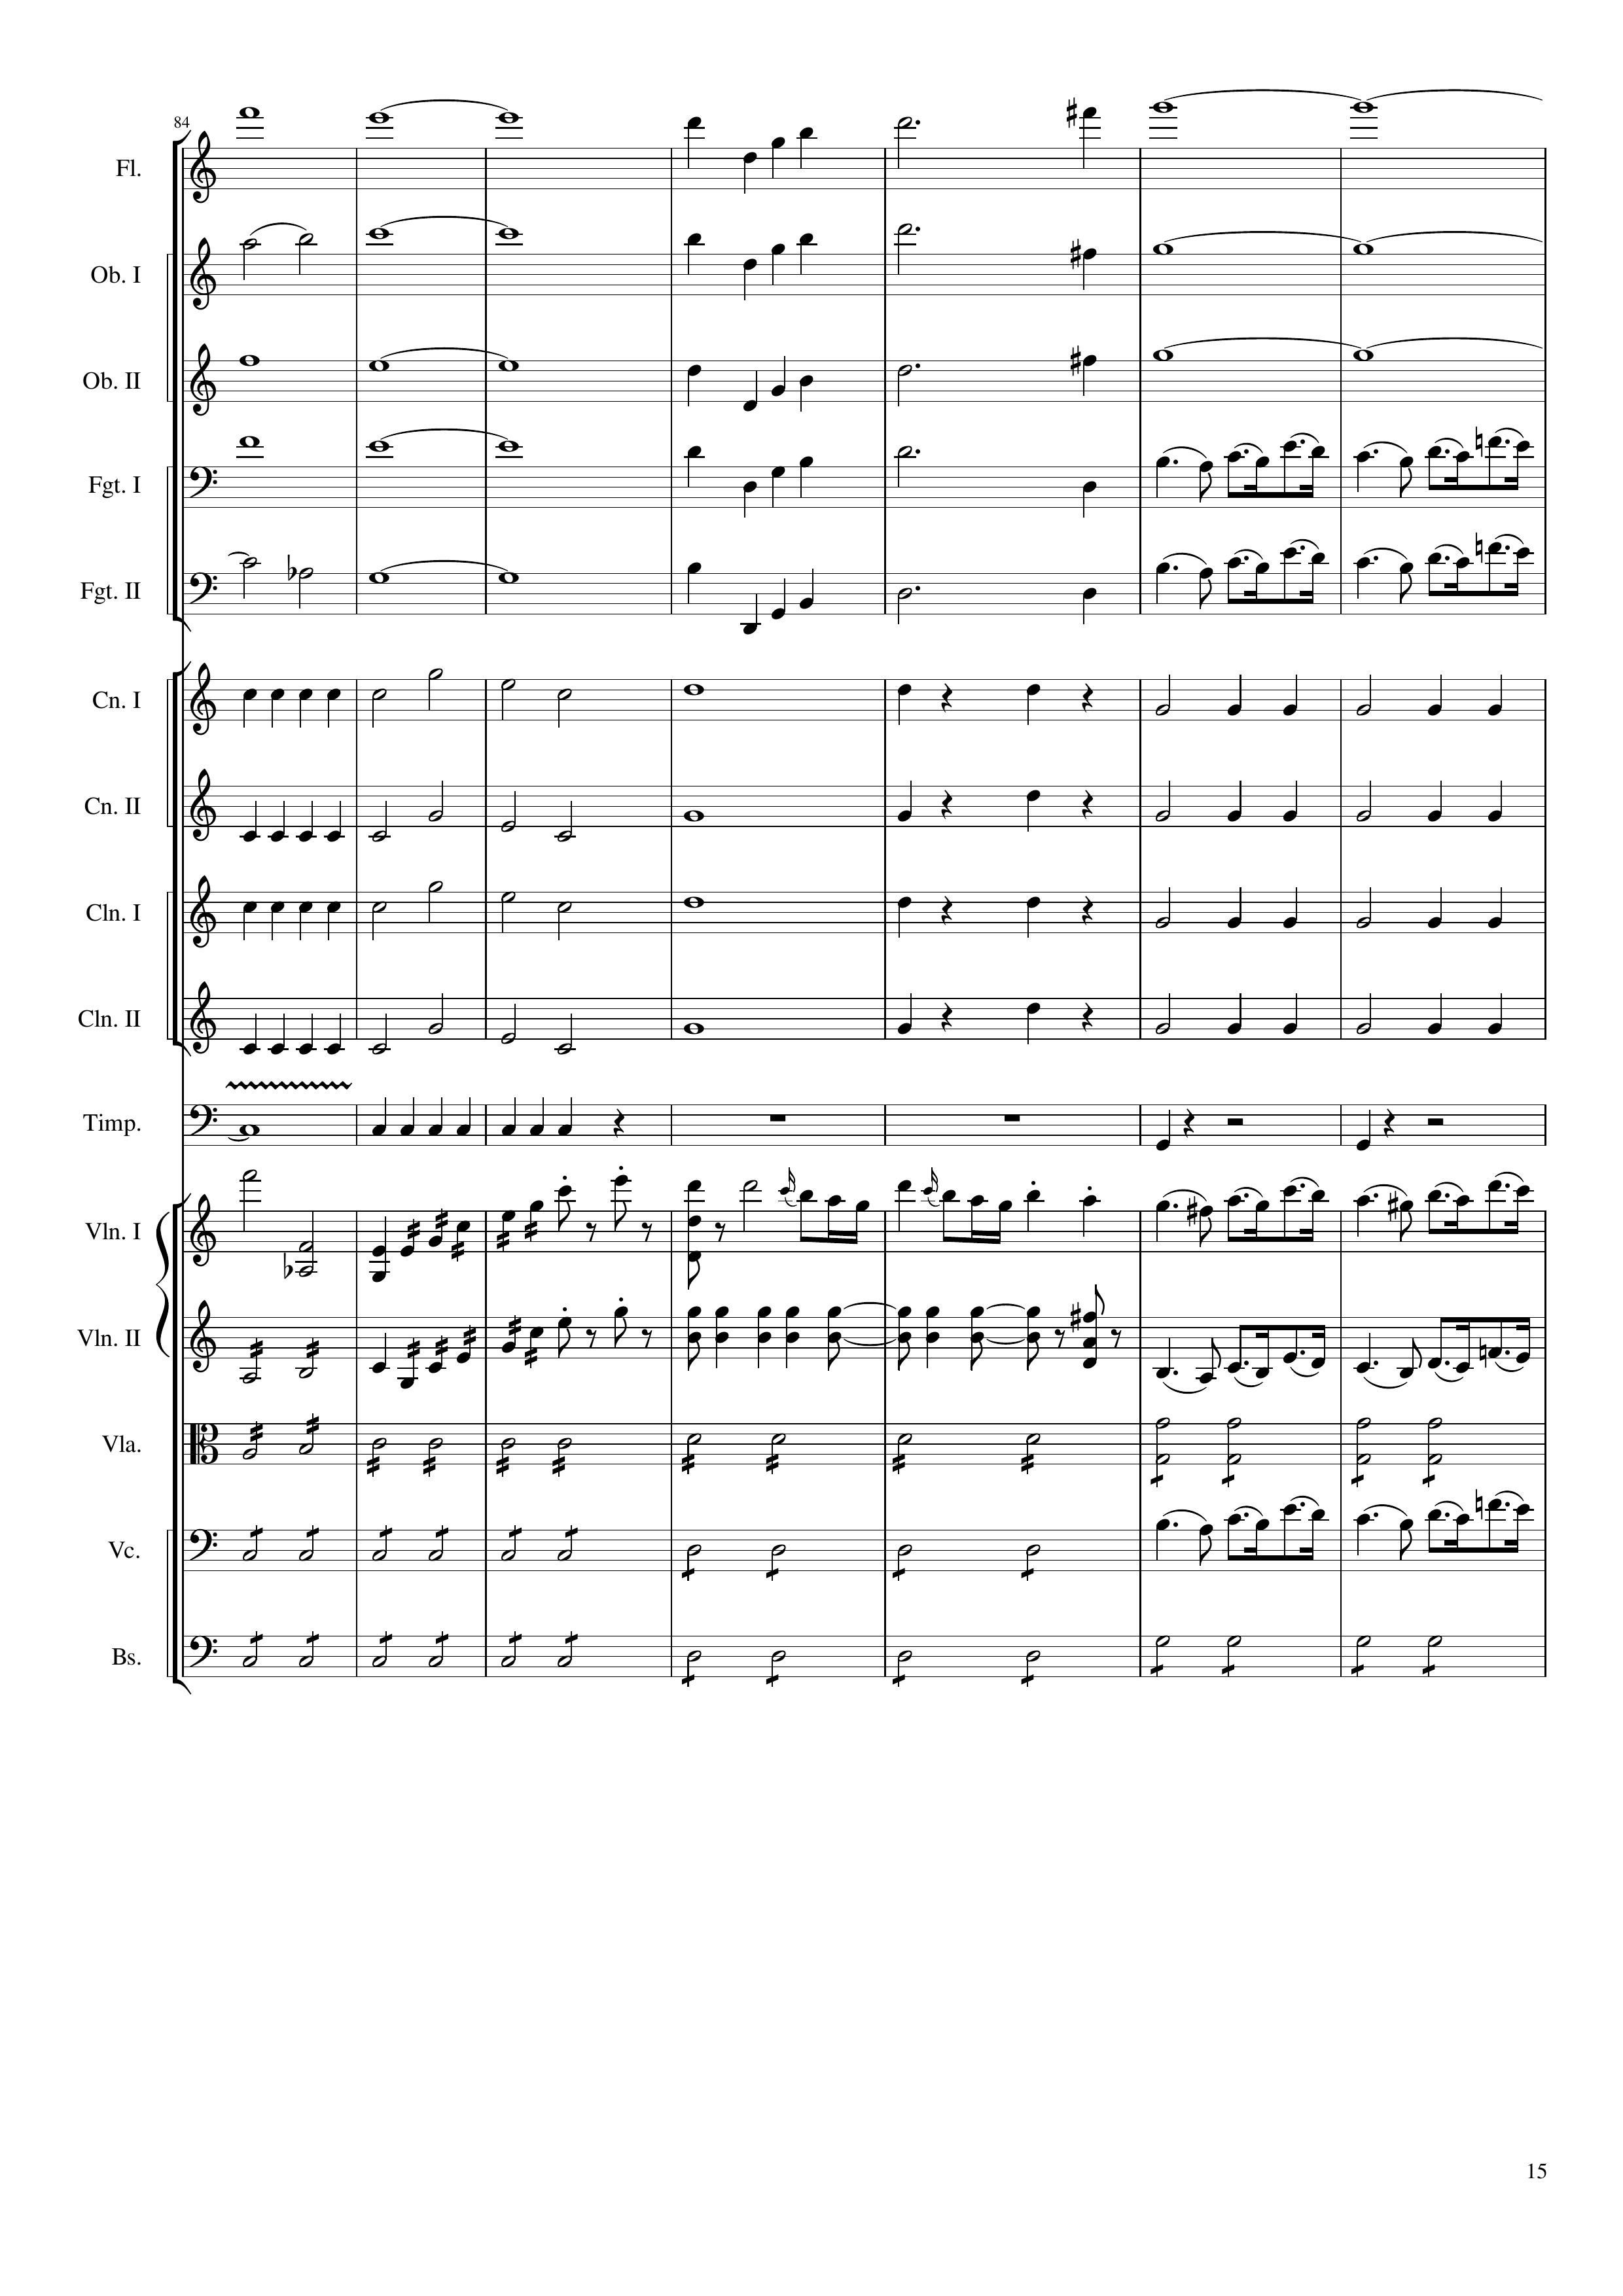 84
Fl.
Ob. I
Ob. II
Fgt. I
Fgt. II
Cn. I
Cn. II
Cln. I
Cln. II
Timp.
Vln. I
Vln. II
Vla.
Vc.
Bs.
15